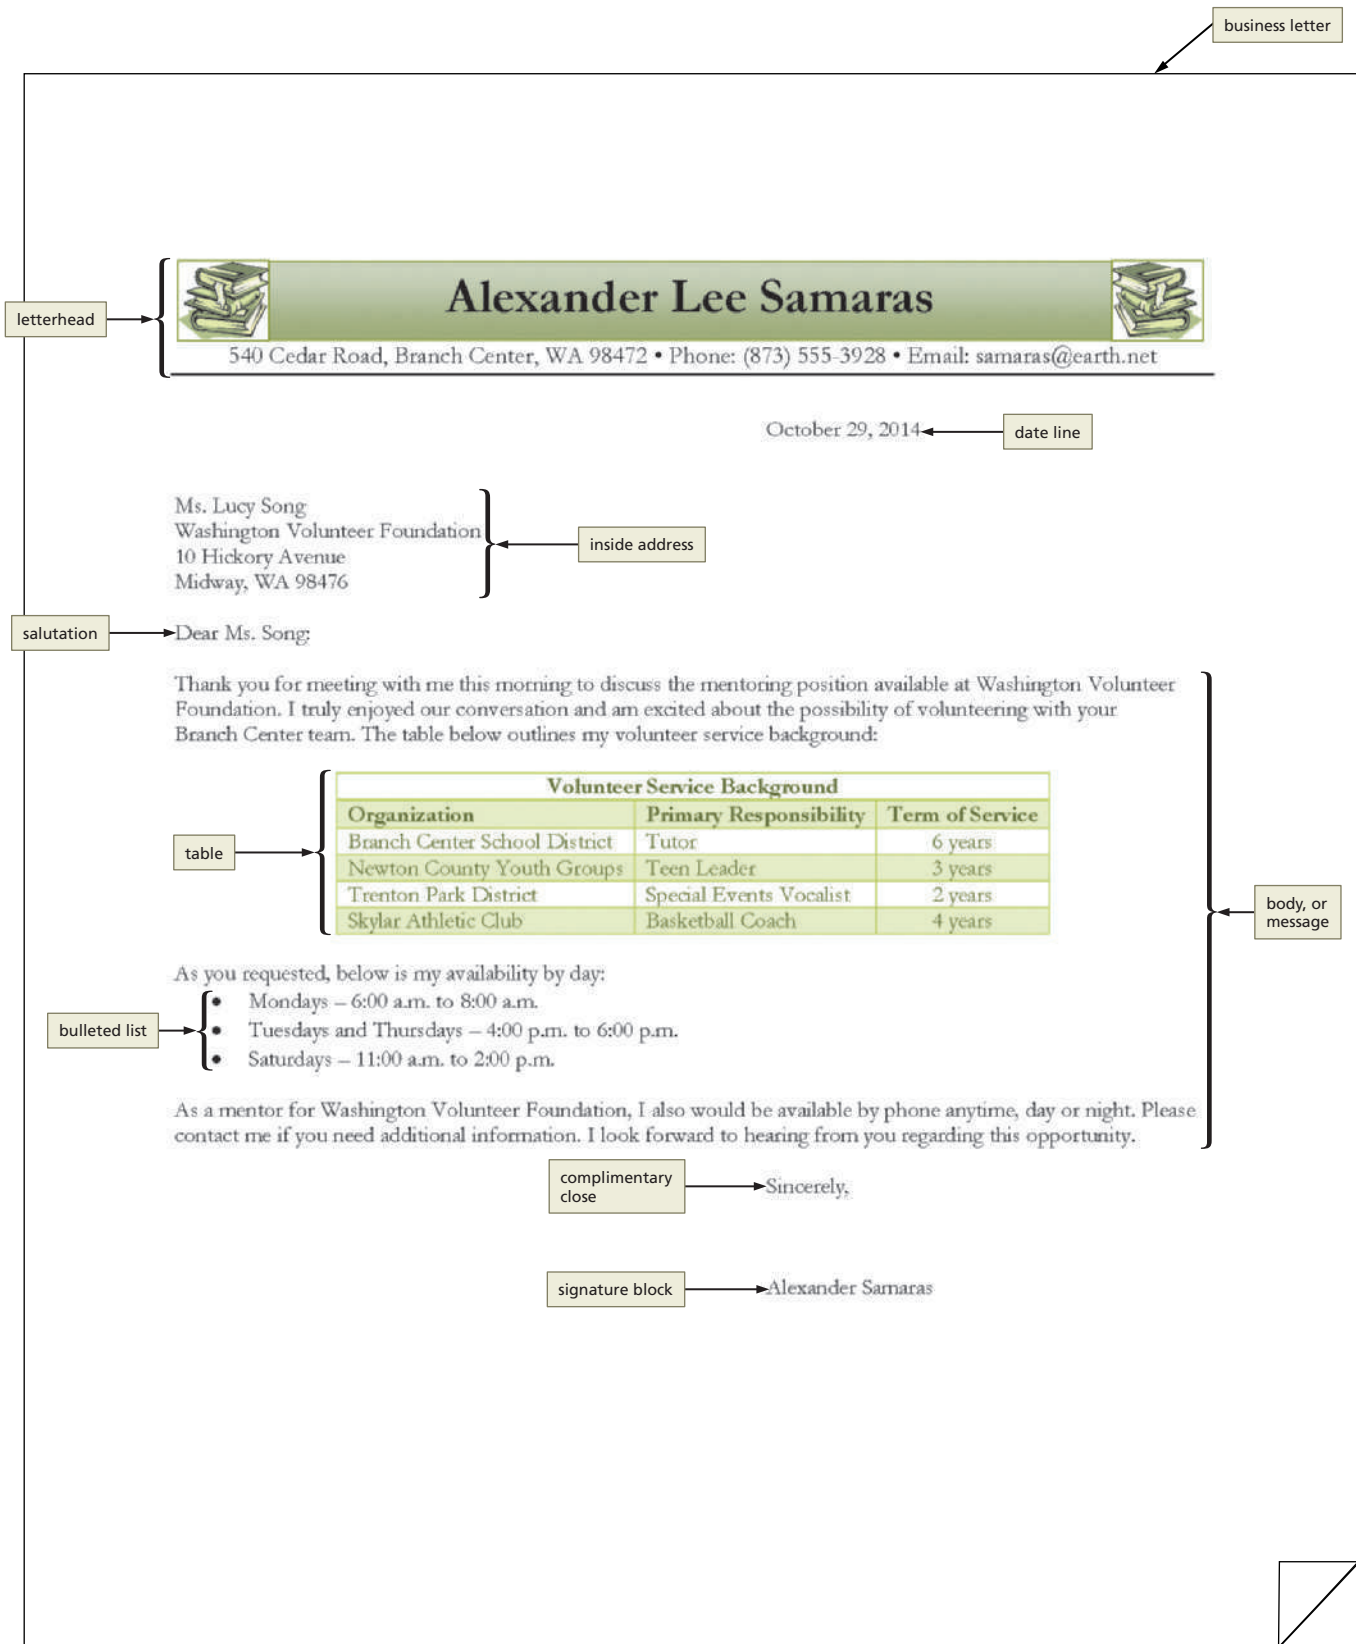 business letter
letterhead
Alexander Lee Samaras
540 Cedar Road, Branch Center, WA 98472 • Phone: (873) 555-3928 • Email: samaras@earth.net
October 29, 2014
date line
Ms. Lucy Song
Washington Volunteer Foundation
10 Hickory Avenue
Midway, WA 98476
inside address
salutation
Dear Ms. Song:
Thank you for meeting with me this morning to discuss the mentoring position available at Washington Volunteer
Foundation. I truly enjoyed our conversation and am excited about the possibility of volunteering with your
Branch Center team. The table below outlines my volunteer service background:
table
Volunteer Service Background
Organization Primary Responsibility Term of Service
Branch Center School District Tutor 6 years
Newton County Youth Groups Teen Leader 3 years
Trenton Park District Special Events Vocalist 2 years
Skylar Athletic Club Basketball Coach 4 years
body, or
message
As you requested, below is my availability by day:
bulleted list
• Mondays – 6:00 a.m. to 8:00 a.m.
• Tuesdays and Thursdays – 4:00 p.m. to 6:00 p.m.
• Saturdays – 11:00 a.m. to 2:00 p.m.
As a mentor for Washington Volunteer Foundation, I also would be available by phone anytime, day or night. Please
contact me if you need additional information. I look forward to hearing from you regarding this opportunity.
complimentary
close
Sincerely,
signature block
Alexander Samaras